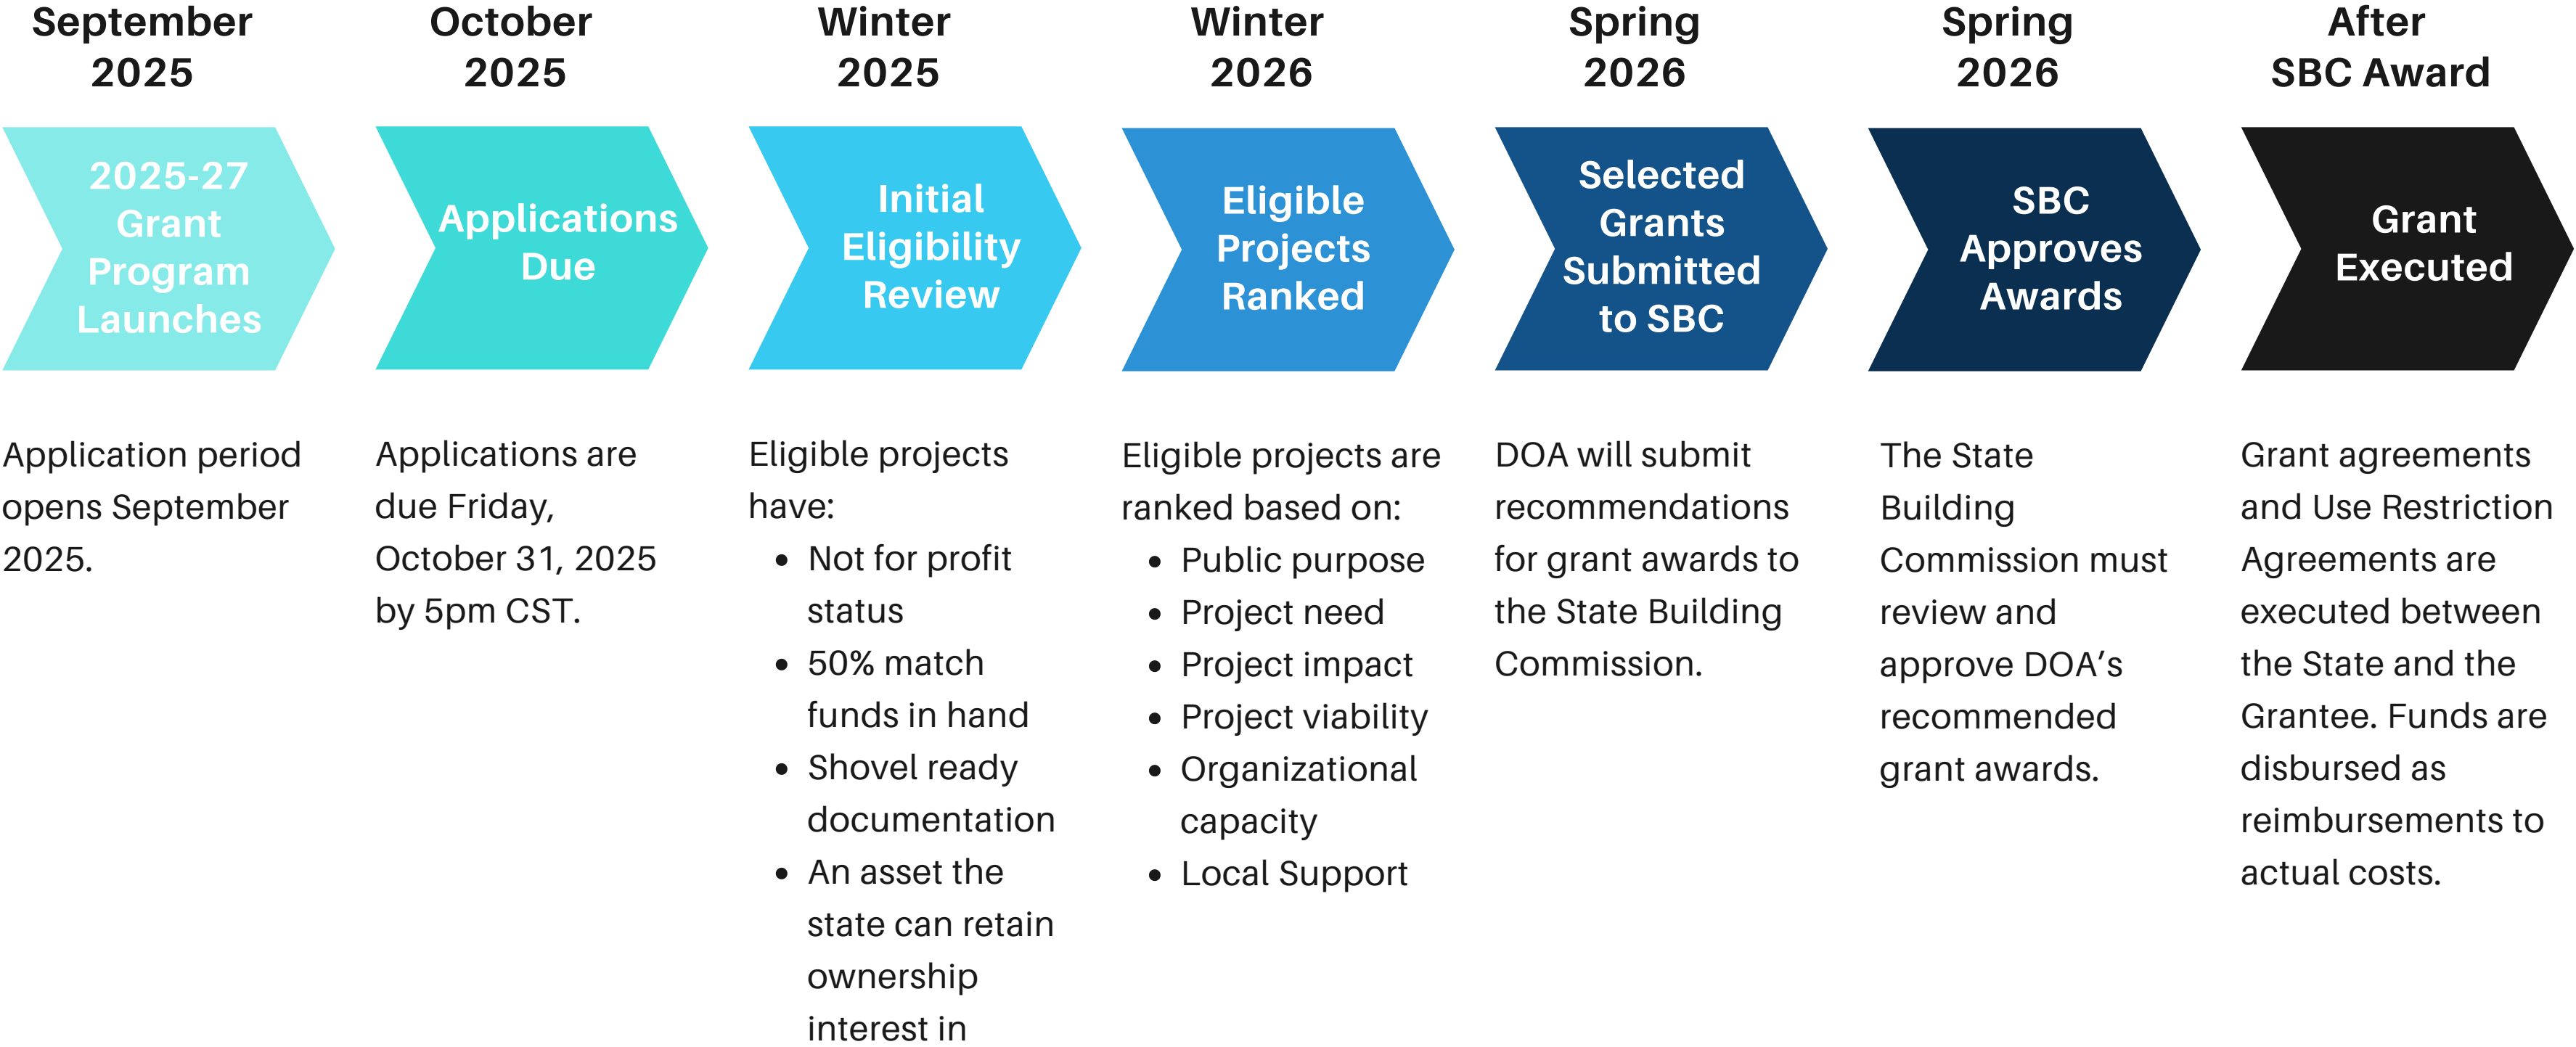 September
2025
October
2025
Winter
2025
Winter
2026
Spring
2026
Spring
2026
After
SBC Award
2025-27
Grant
Program
Launches
Applications
Due
Initial
Eligibility
Review
Eligible
Projects
Ranked
Selected
Grants
Submitted
to SBC
SBC
Approves
Awards
Grant
Executed
Application period
opens September
2025.
Applications are
due Friday,
October 31, 2025
by 5pm CST.
Eligible projects
have:
• Not for profit
status
• 50% match
funds in hand
• Shovel ready
documentation
• An asset the
state can retain
ownership
interest in
Eligible projects are
ranked based on:
• Public purpose
• Project need
• Project impact
• Project viability
• Organizational
capacity
• Local Support
DOA will submit
recommendations
for grant awards to
the State Building
Commission.
The State
Building
Commission must
review and
approve DOA’s
recommended
grant awards.
Grant agreements
and Use Restriction
Agreements are
executed between
the State and the
Grantee. Funds are
disbursed as
reimbursements to
actual costs.